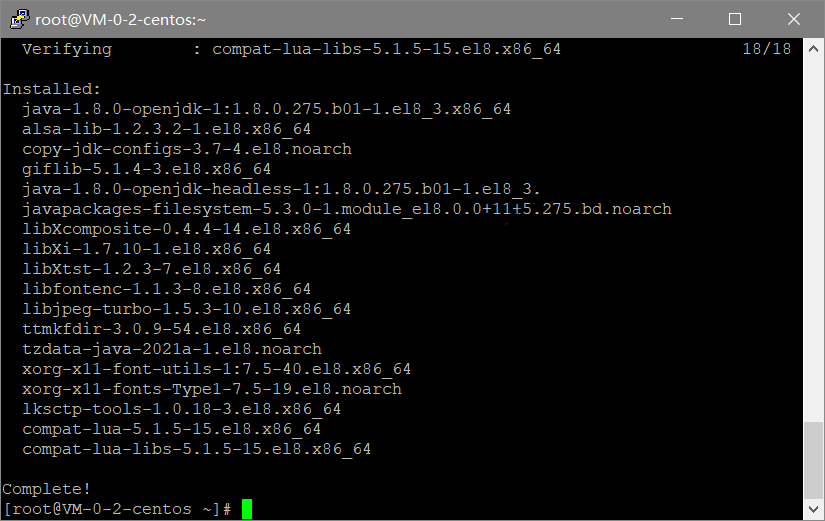 root@VM-0-2-centos:~
Verifying : compat-lua-libs-5.1.5-15.el8.x86_64 18/18
Installed:
java-1.8.0-openjdk-1:1.8.0.275.b01-1.el8_3.x86_64
alsa-lib-1.2.3.2-1.el8.x86_64
copy-jdk-configs-3.7-4.el8.noarch
giflib-5.1.4-3.el8.x86_64
java-1.8.0-openjdk-headless-1:1.8.0.275.b01-1.el8_3.
javapackages-filesystem-5.3.0-1.module_el8.0.0+11+5.275.bd.noarch
libXcomposite-0.4.4-14.el8.x86_64
libXi-1.7.10-1.el8.x86_64
libXtst-1.2.3-7.el8.x86_64
libfontenc-1.1.3-8.el8.x86_64
libjpeg-turbo-1.5.3-10.el8.x86_64
ttmkfdir-3.0.9-54.el8.x86_64
tzdata-java-2021a-1.el8.noarch
xorg-x11-font-utils-1:7.5-40.el8.x86_64
xorg-x11-fonts-Type1-7.5-19.el8.noarch
lksctp-tools-1.0.18-3.el8.x86_64
compat-lua-5.1.5-15.el8.x86_64
compat-lua-libs-5.1.5-15.el8.x86_64
Complete!
[root@VM-0-2-centos ~]#